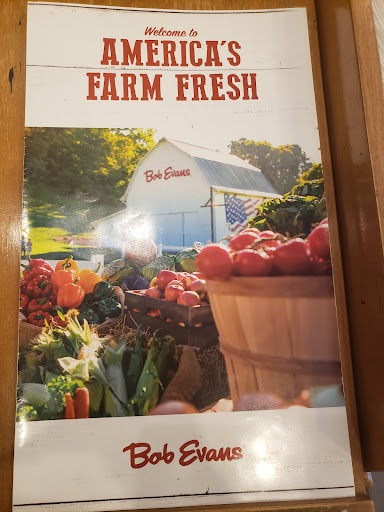 Welcome to
AMERICA'S
FARM FRESH
Bob Evans
Bob Evans